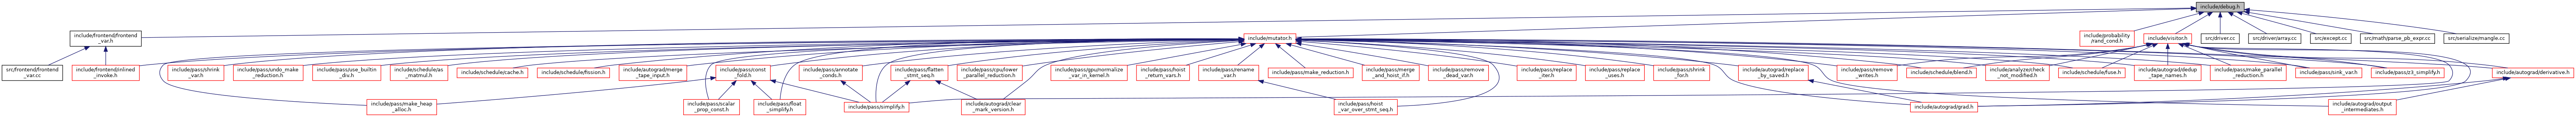 include/debug.h
include/frontend/frontend
_var.h
include/mutator.h
include/probability
/rand_cond.h
include/visitor.h
src/driver.cc
src/driver/array.cc
src/except.cc
src/math/parse_pb_expr.cc
src/serialize/mangle.cc
src/frontend/frontend
_var.cc
include/frontend/inlined
_invoke.h
include/pass/shrink
_var.h
include/pass/undo_make
_reduction.h
include/pass/use_builtin
_div.h
include/schedule/as
_matmul.h
include/schedule/cache.h
include/schedule/fission.h
include/autograd/merge
_tape_input.h
include/pass/const
_fold.h
include/pass/annotate
_conds.h
include/pass/flatten
_stmt_seq.h
include/pass/cpu/lower
_parallel_reduction.h
include/pass/gpu/normalize
_var_in_kernel.h
include/pass/hoist
_return_vars.h
include/pass/rename
_var.h
include/pass/make_reduction.h
include/pass/merge
_and_hoist_if.h
include/pass/remove
_dead_var.h
include/pass/replace
_iter.h
include/pass/replace
_uses.h
include/pass/shrink
_for.h
include/autograd/replace
_by_saved.h
include/pass/remove
_writes.h
include/schedule/blend.h
include/analyze/check
_not_modified.h
include/schedule/fuse.h
include/autograd/dedup
_tape_names.h
include/pass/make_parallel
_reduction.h
include/pass/sink_var.h
include/pass/z3_simplify.h
include/autograd/derivative.h
include/pass/make_heap
_alloc.h
include/pass/scalar
_prop_const.h
include/pass/float
_simplify.h
include/pass/simplify.h
include/autograd/clear
_mark_version.h
include/pass/hoist
_var_over_stmt_seq.h
include/autograd/grad.h
include/autograd/output
_intermediates.h